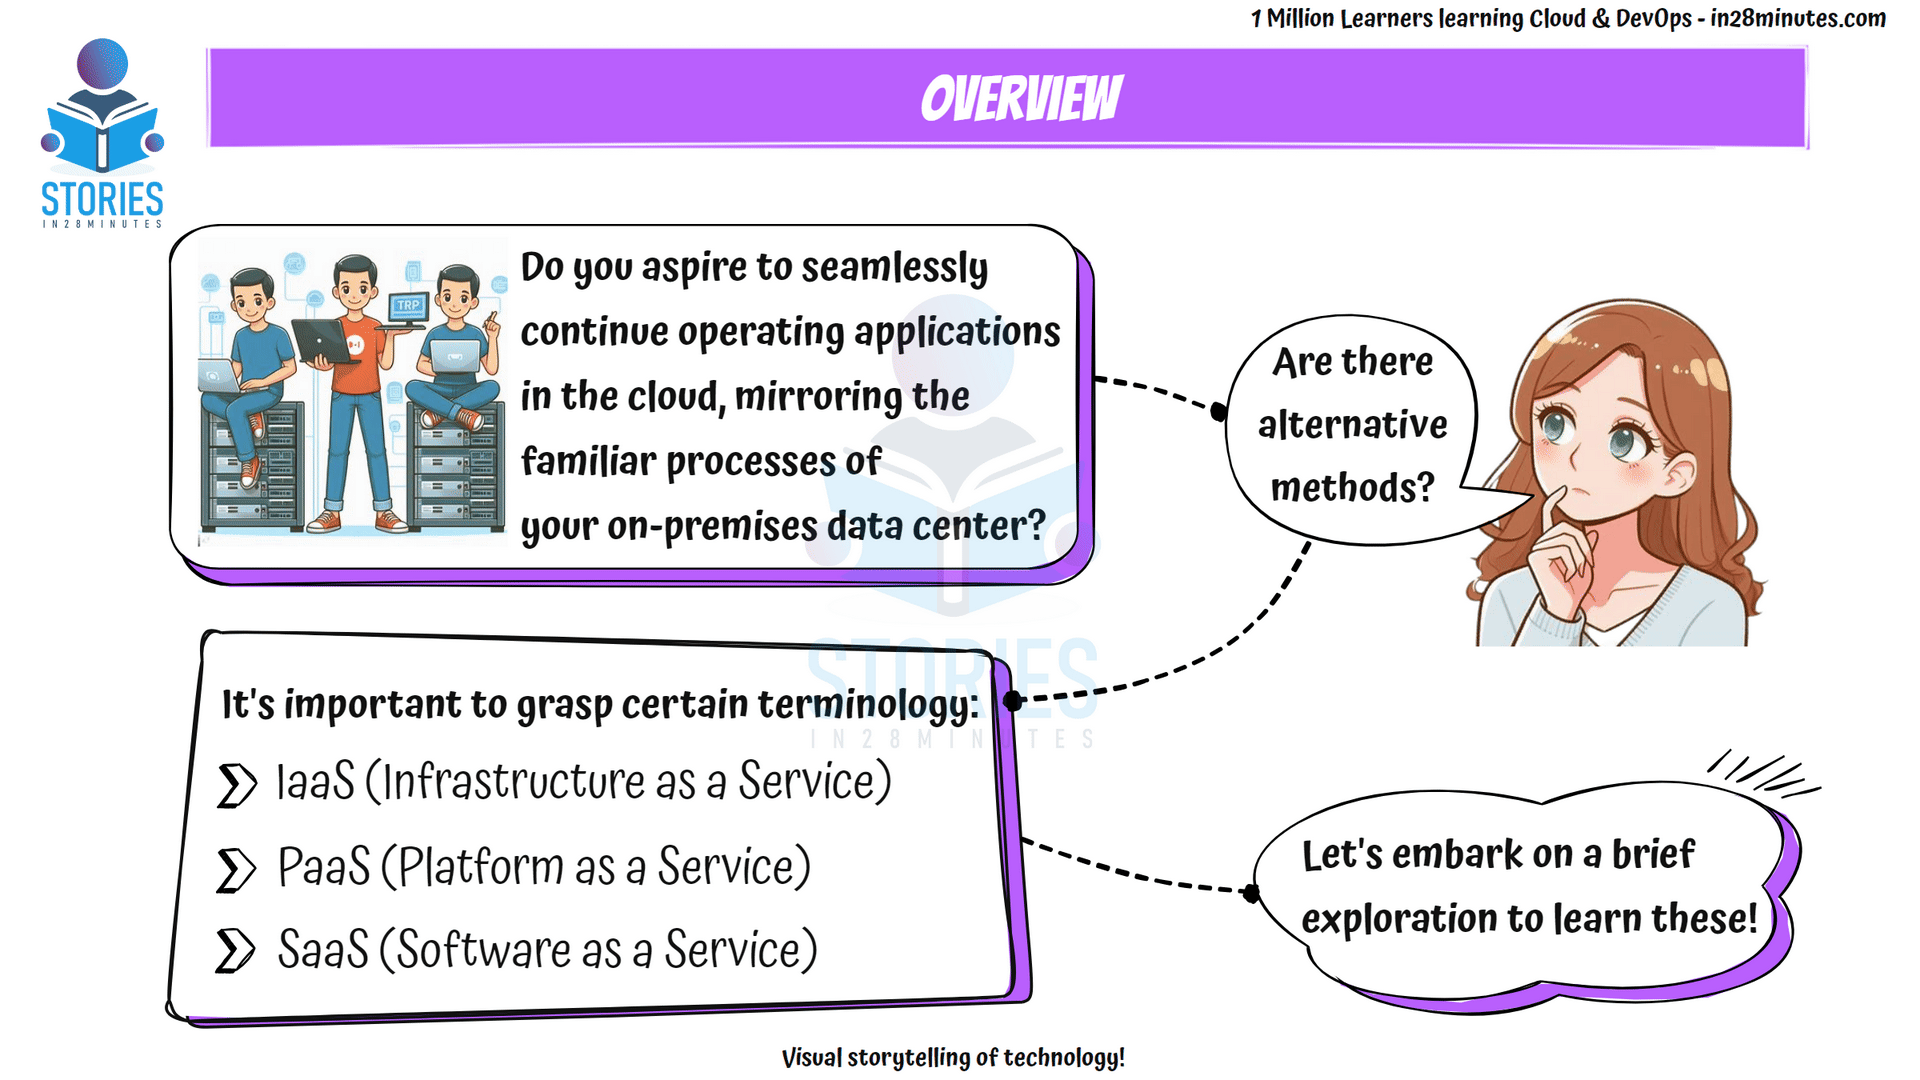 1 Million Learners learning Cloud & DevOps - in28minutes.com
OVERVIEW
STORIES
IN28MINUTES
TRP
Do you aspire to seamlessly
continue operating applications
in the cloud, mirroring the
familiar processes of
your on-premises data center?
Are there
alternative
methods?
STORIES
IN28MINUTES
It's important to grasp certain terminology:
IaaS (Infrastructure as a Service)
PaaS (Platform as a Service)
SaaS (Software as a Service)
Let's embark on a brief
exploration to learn these!
Visual storytelling of technology!